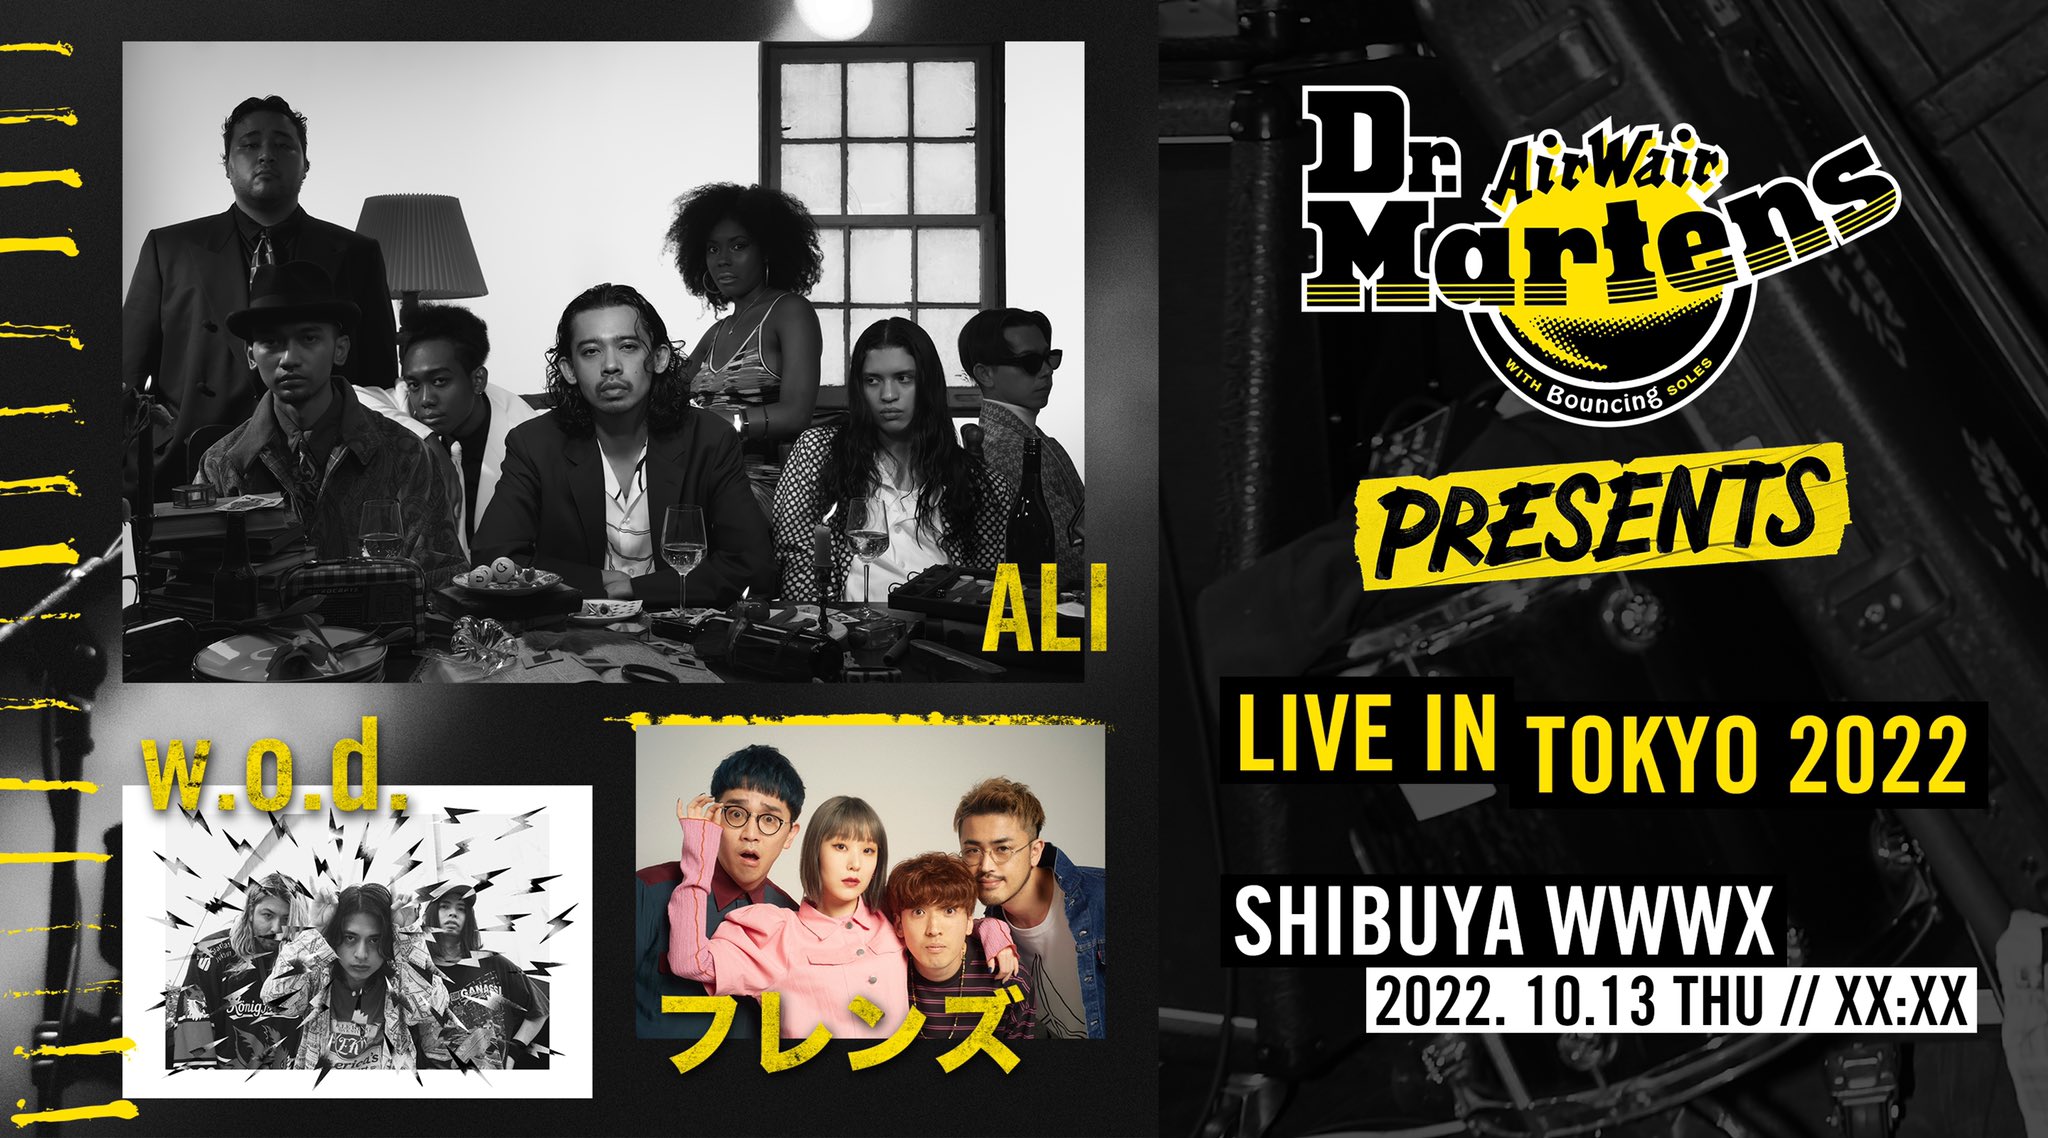 ALI
w.o.d.
フレンズ
Dr.
Martens
AirWair
WITH Bouncing SOLES
PRESENTS
LIVE IN
TOKYO 2022
SHIBUYA WWWX
2022. 10.13 THU // XX:XX